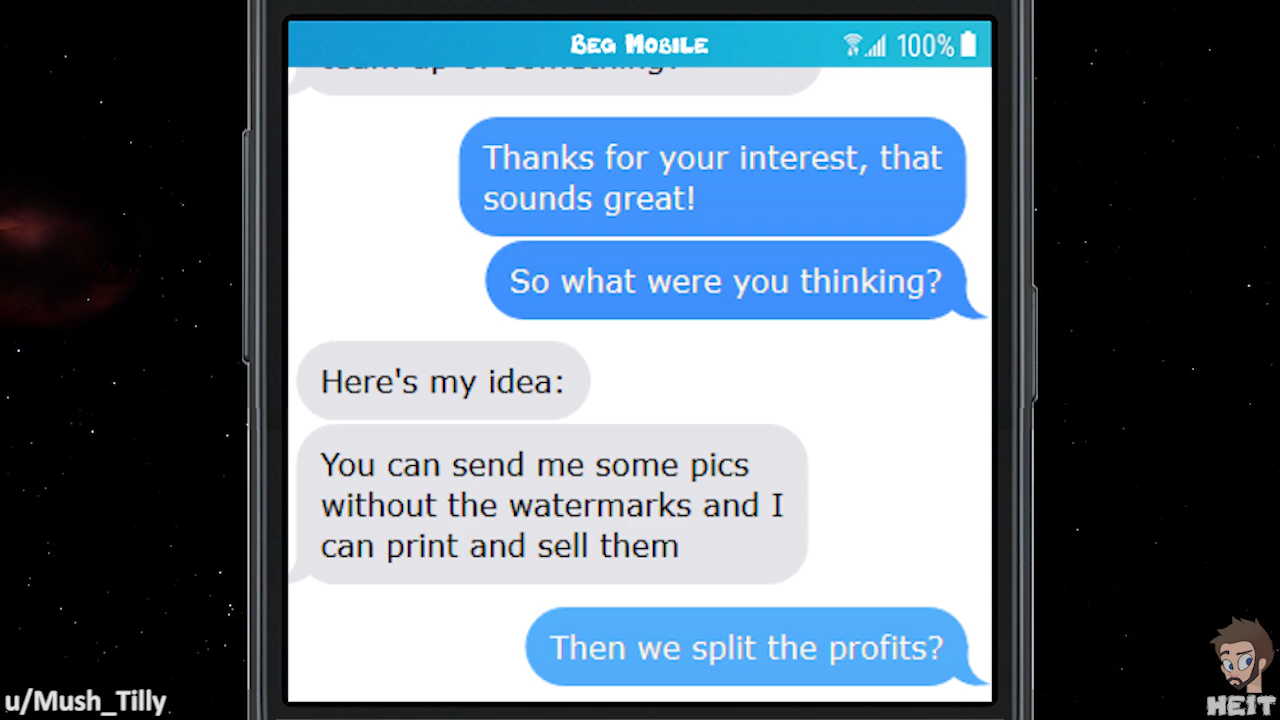 Beg Mobile
100%
Thanks for your interest, that
sounds great!
So what were you thinking?
Here's my idea:
You can send me some pics
without the watermarks and I
can print and sell them
Then we split the profits?
u/Mush_Tilly
HEIT